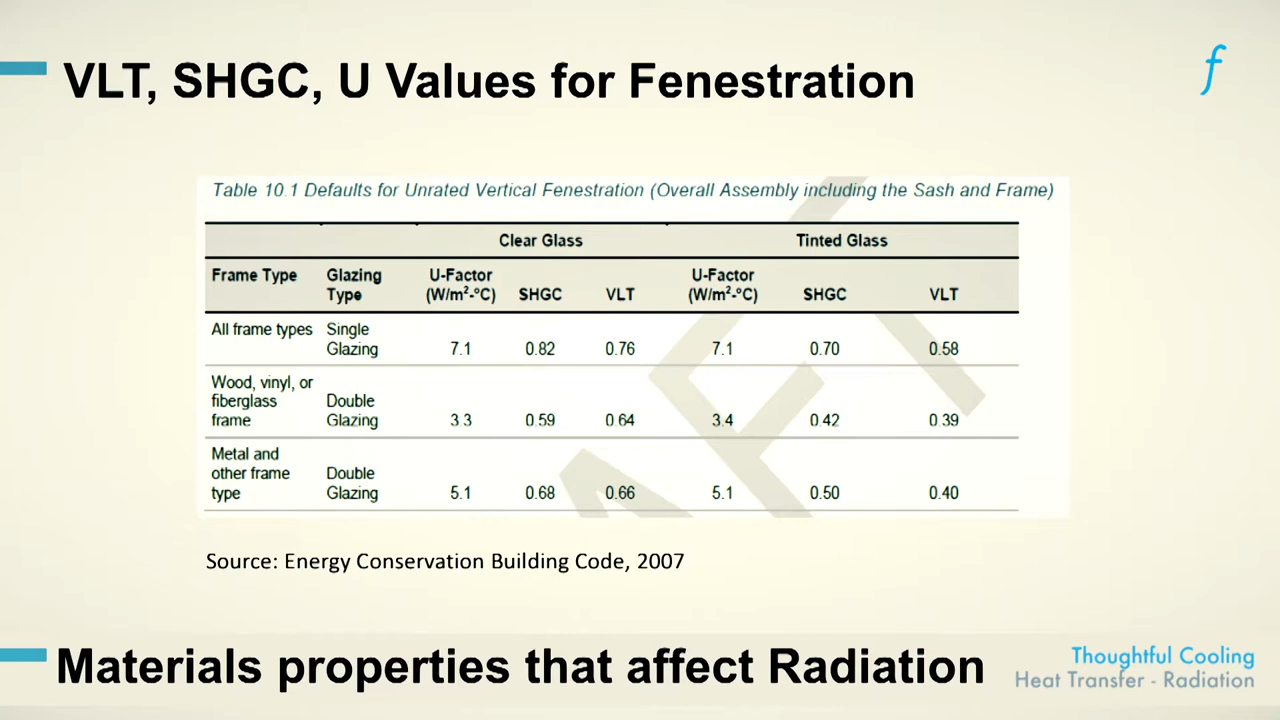 VLT, SHGC, U Values for Fenestration
f
Table 10.1 Defaults for Unrated Vertical Fenestration (Overall Assembly including the Sash and Frame)
Clear Glass Tinted Glass
Frame Type Glazing Type U-Factor (W/m²-ºC) SHGC VLT U-Factor (W/m²-ºC) SHGC VLT
All frame types Single Glazing 7.1 0.82 0.76 7.1 0.70 0.58
Wood, vinyl, or fiberglass frame Double Glazing 3.3 0.59 0.64 3.4 0.42 0.39
Metal and other frame type Double Glazing 5.1 0.68 0.66 5.1 0.50 0.40
Source: Energy Conservation Building Code, 2007
Materials properties that affect Radiation
Thoughtful Cooling
Heat Transfer - Radiation